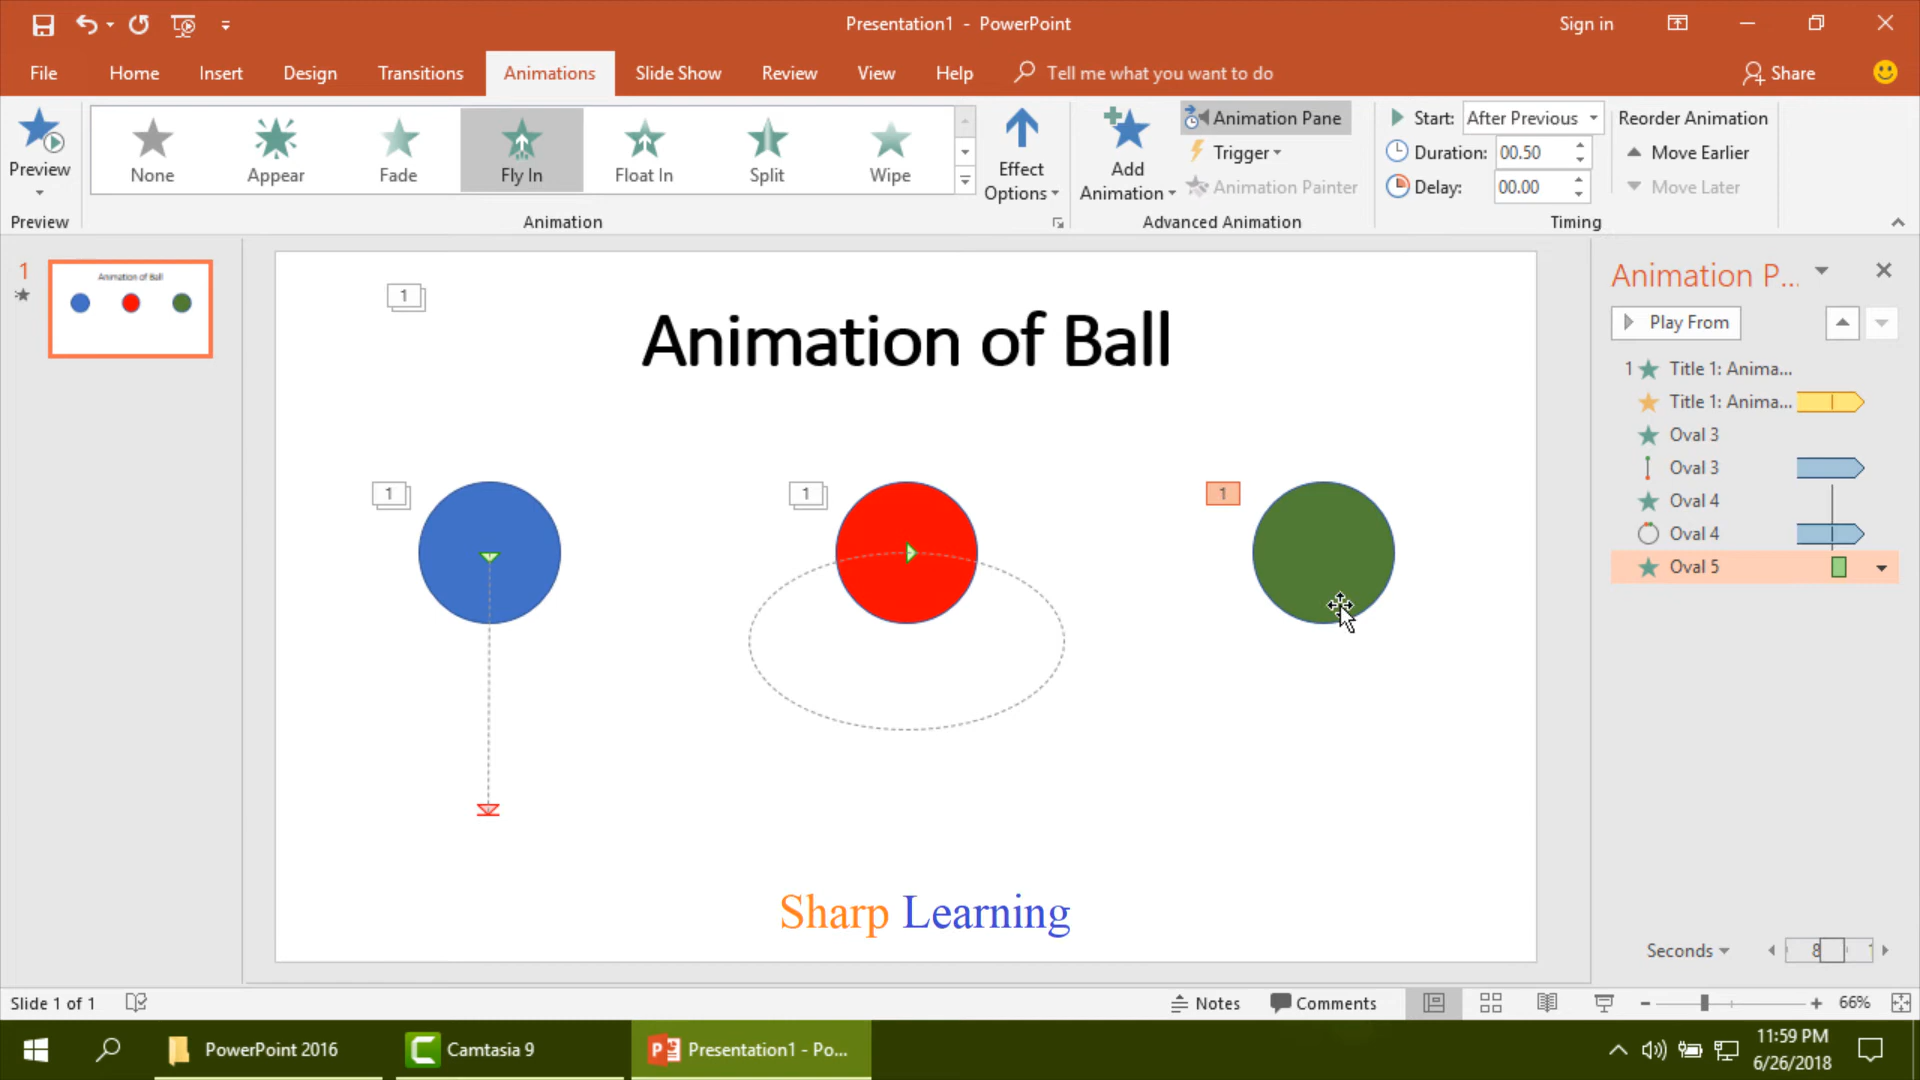 Presentation1 - PowerPoint
Sign in
File
Home
Insert
Design
Transitions
Animations
Slide Show
Review
View
Help
Tell me what you want to do
Share
Preview
None
Appear
Fade
Fly In
Float In
Split
Wipe
Effect
Options
Add
Animation
Animation Pane
Trigger
Animation Painter
Start: After Previous
Duration: 00.50
Delay: 00.00
Reorder Animation
Move Earlier
Move Later
Preview
Animation
Advanced Animation
Timing
1
Animation of Ball
1
Animation of Ball
1
1
1
Sharp Learning
Animation P...
Play From
1 Title 1: Anima...
Title 1: Anima...
Oval 3
Oval 3
Oval 4
Oval 4
Oval 5
Seconds
8
Slide 1 of 1
Notes
Comments
66%
PowerPoint 2016
Camtasia 9
Presentation1 - Po...
11:59 PM
6/26/2018